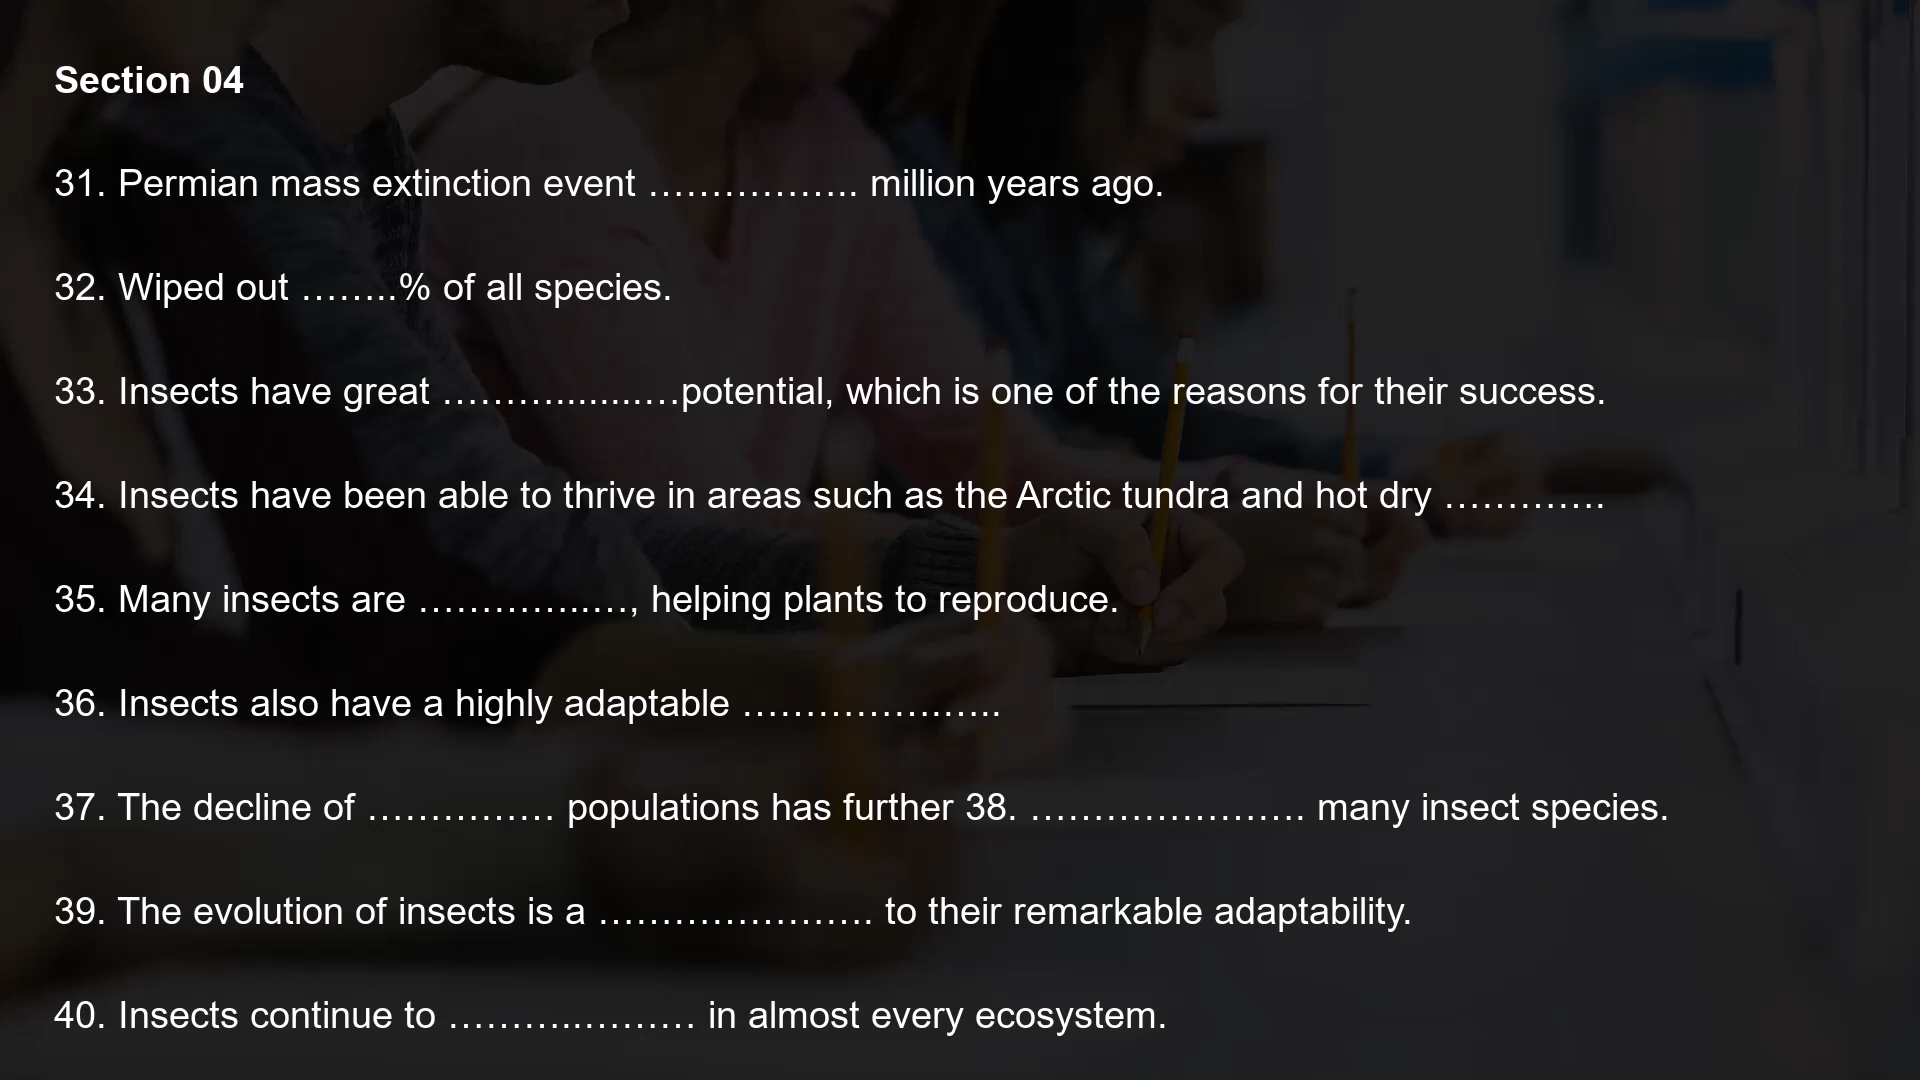 Section 04
31. Permian mass extinction event …………….. million years ago.
32. Wiped out ……..% of all species.
33. Insects have great ………........…potential, which is one of the reasons for their success.
34. Insects have been able to thrive in areas such as the Arctic tundra and hot dry ………….
35. Many insects are …………..…, helping plants to reproduce.
36. Insects also have a highly adaptable ……………….…..
37. The decline of …………… populations has further 38. …………………. many insect species.
39. The evolution of insects is a …………………. to their remarkable adaptability.
40. Insects continue to ………..……… in almost every ecosystem.